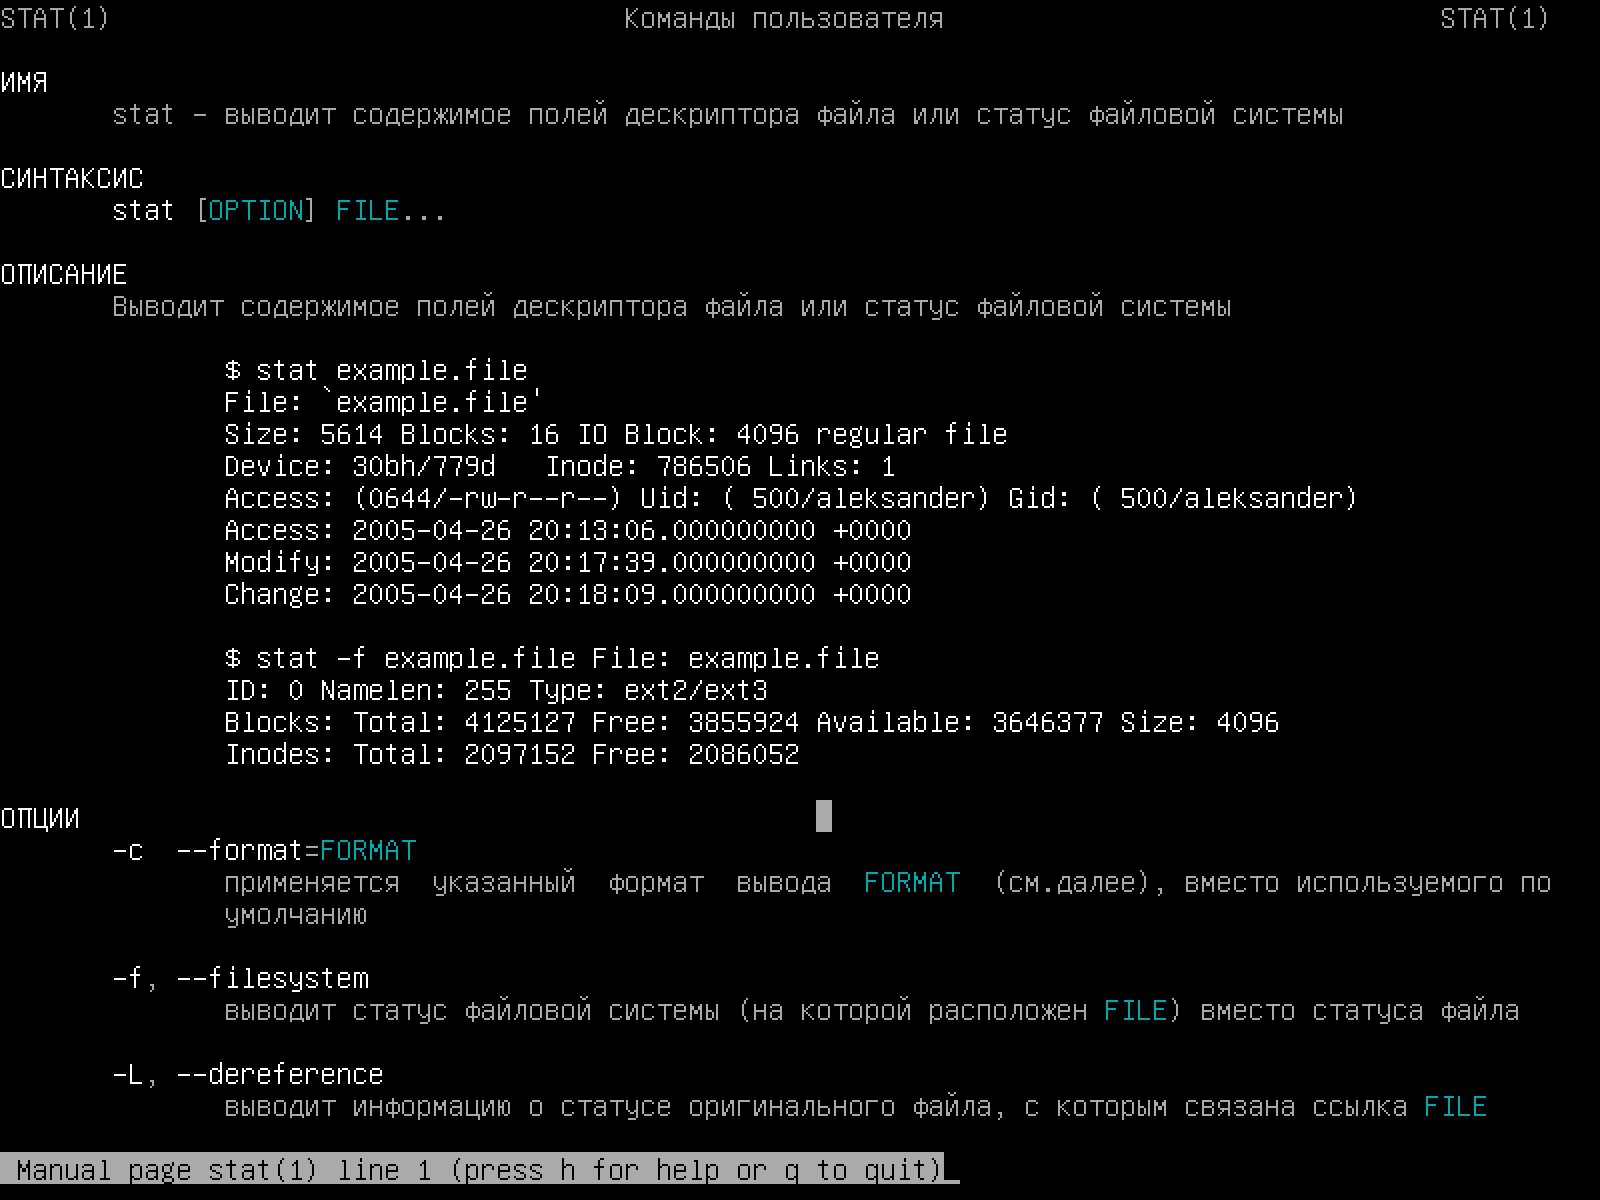 STAT(1) Команды пользователя STAT(1)
ИМЯ
stat - выводит содержимое полей дескриптора файла или статус файловой системы
СИНТАКСИС
stat [OPTION] FILE...
ОПИСАНИЕ
Выводит содержимое полей дескриптора файла или статус файловой системы
$ stat example.file
File: `example.file'
Size: 5614 Blocks: 16 IO Block: 4096 regular file
Device: 30bh/779d Inode: 786506 Links: 1
Access: (0644/-rw-r--r--) Uid: ( 500/aleksander) Gid: ( 500/aleksander)
Access: 2005-04-26 20:13:06.000000000 +0000
Modify: 2005-04-26 20:17:39.000000000 +0000
Change: 2005-04-26 20:18:09.000000000 +0000
$ stat -f example.file File: example.file
ID: 0 Namelen: 255 Type: ext2/ext3
Blocks: Total: 4125127 Free: 3855924 Available: 3646377 Size: 4096
Inodes: Total: 2097152 Free: 2086052
ОПЦИИ
-c --format=FORMAT
применяется указанный формат вывода FORMAT (см.далее), вместо используемого по
умолчанию
-f, --filesystem
выводит статус файловой системы (на которой расположен FILE) вместо статуса файла
-L, --dereference
выводит информацию о статусе оригинального файла, с которым связана ссылка FILE
Manual page stat(1) line 1 (press h for help or q to quit)